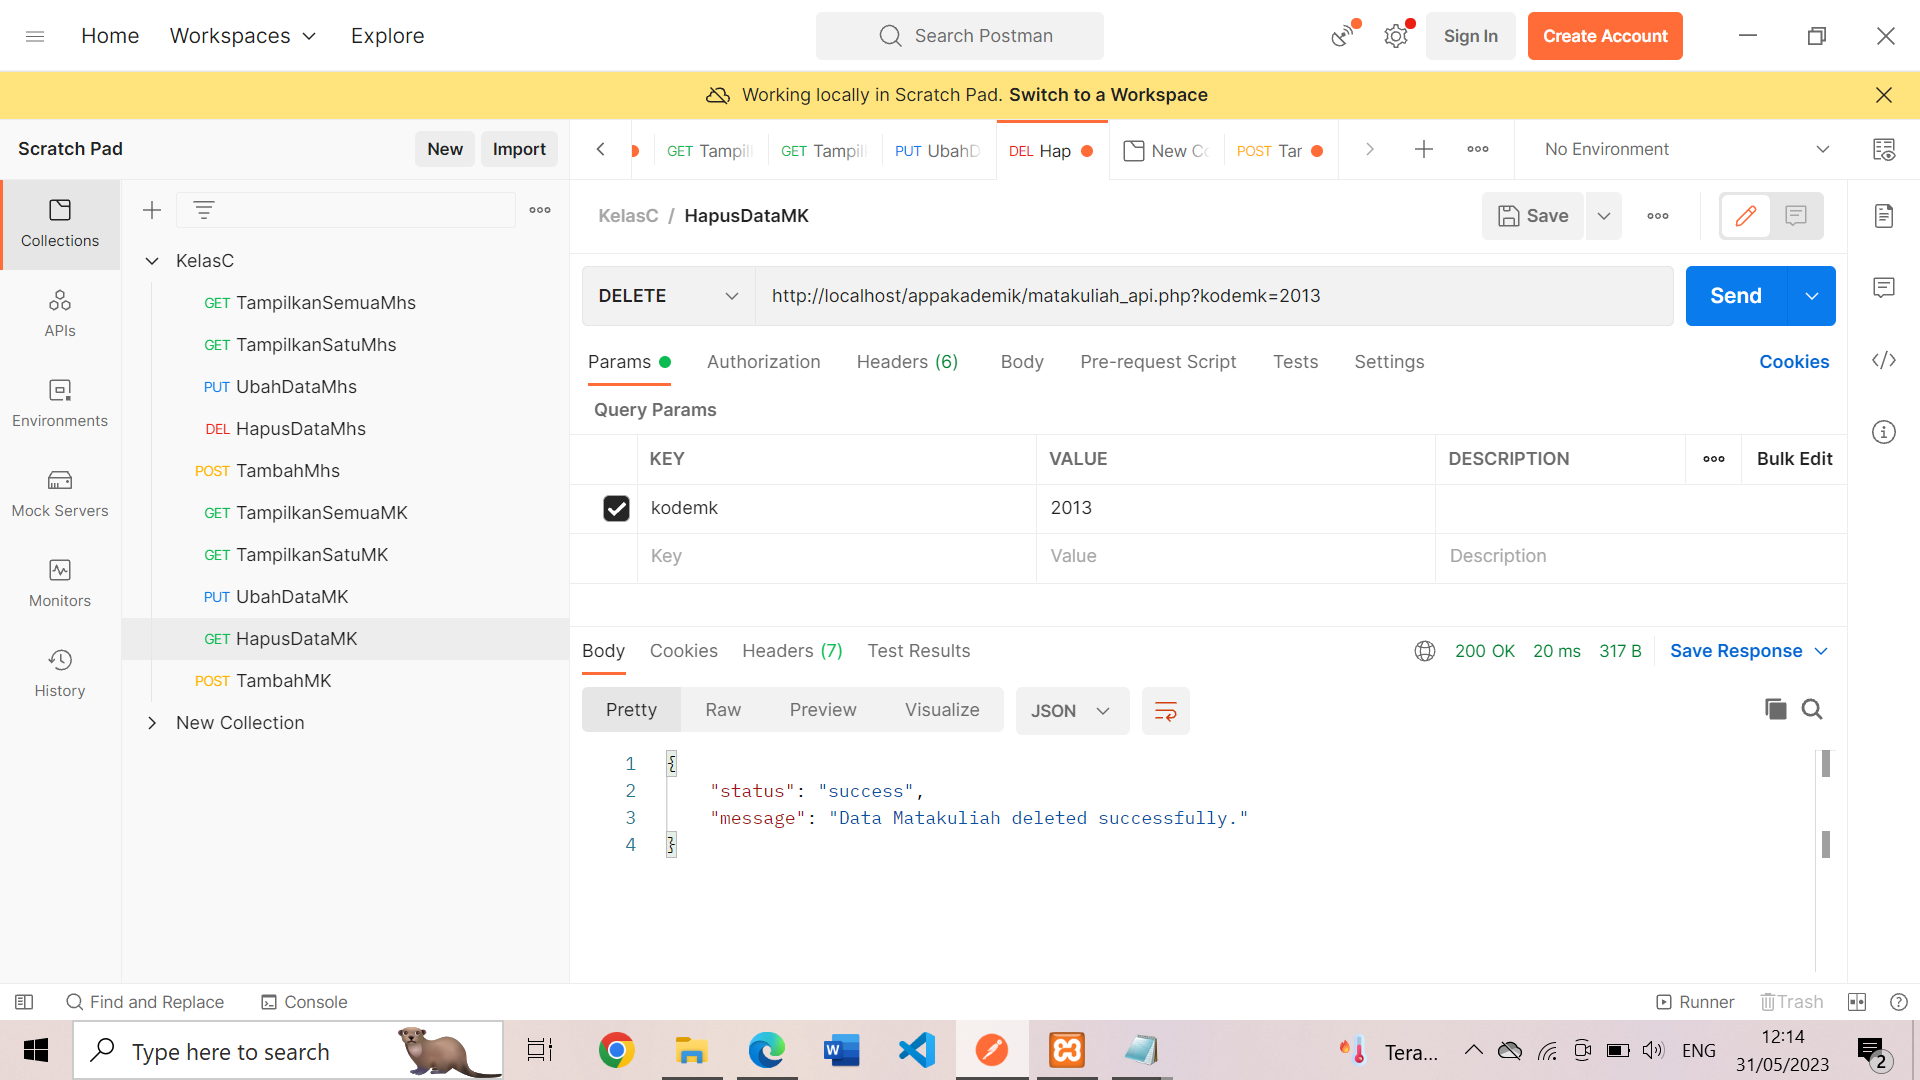 Home
Workspaces
Explore
Search Postman
Sign In
Create Account
Working locally in Scratch Pad. Switch to a Workspace
Scratch Pad
New
Import
GET Tampil
GET Tampil
PUT UbahD
DEL Hap
New Co
POST Tar
No Environment
Collections
APIs
Environments
Mock Servers
Monitors
History
KelasC
GET TampilkanSemuaMhs
GET TampilkanSatuMhs
PUT UbahDataMhs
DEL HapusDataMhs
POST TambahMhs
GET TampilkanSemuaMK
GET TampilkanSatuMK
PUT UbahDataMK
GET HapusDataMK
POST TambahMK
New Collection
KelasC / HapusDataMK
Save
DELETE
http://localhost/appakademik/matakuliah_api.php?kodemk=2013
Send
Params
Authorization
Headers (6)
Body
Pre-request Script
Tests
Settings
Cookies
Query Params
KEY
VALUE
DESCRIPTION
Bulk Edit
kodemk
2013
Key
Value
Description
Body
Cookies
Headers (7)
Test Results
200 OK
20 ms
317 B
Save Response
Pretty
Raw
Preview
Visualize
JSON
1 {
2 "status": "success",
3 "message": "Data Matakuliah deleted successfully."
4 }
Find and Replace
Console
Runner
Trash
Type here to search
Tera...
ENG
12:14
31/05/2023
2